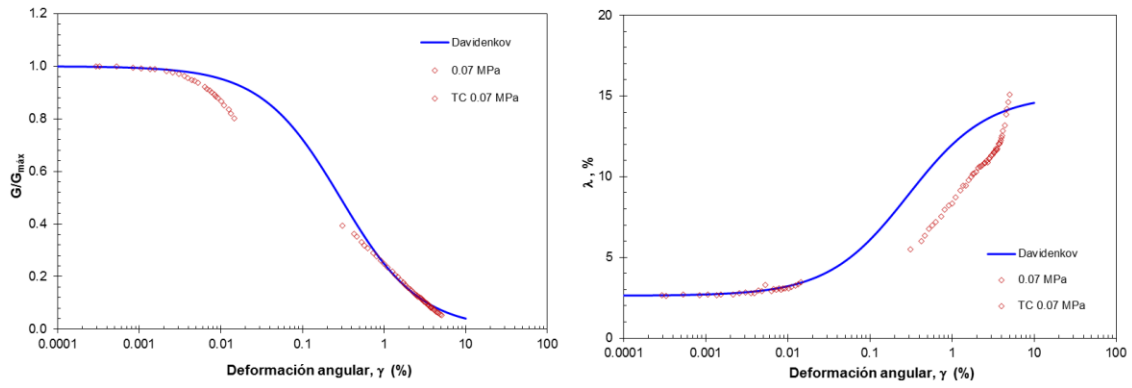 1.2
1.0
0.8
0.6
0.4
0.2
0.0
G/Gmáx
Davidenkov
0.07 MPa
TC 0.07 MPa
0.0001 0.001 0.01 0.1 1 10 100
Deformación angular, γ (%)
20
15
10
5
0
λ , %
Davidenkov
0.07 MPa
TC 0.07 MPa
0.0001 0.001 0.01 0.1 1 10 100
Deformación angular, γ (%)